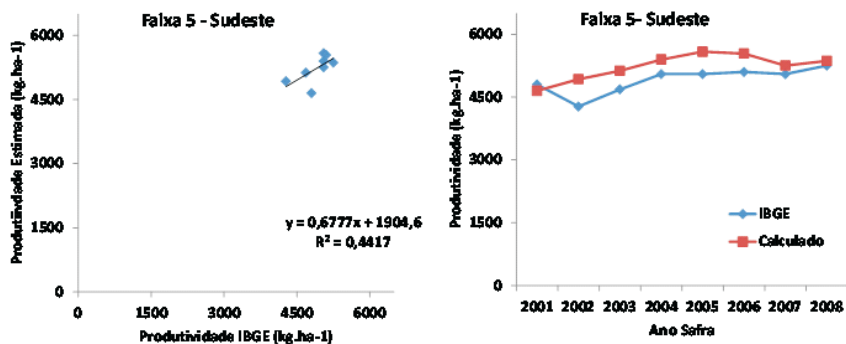 Faixa 5 - Sudeste
Produtiivdade Estimada (kg.ha-1)
6000
4500
3000
1500
0
y = 0,6777x + 1904,6
R² = 0,4417
0 1500 3000 4500 6000
Produtividade IBGE (kg.ha-1)
Faixa 5- Sudeste
Produtividade (kg.ha-1)
6000
4500
3000
1500
0
IBGE
Calculado
2001 2002 2003 2004 2005 2006 2007 2008
Ano Safra